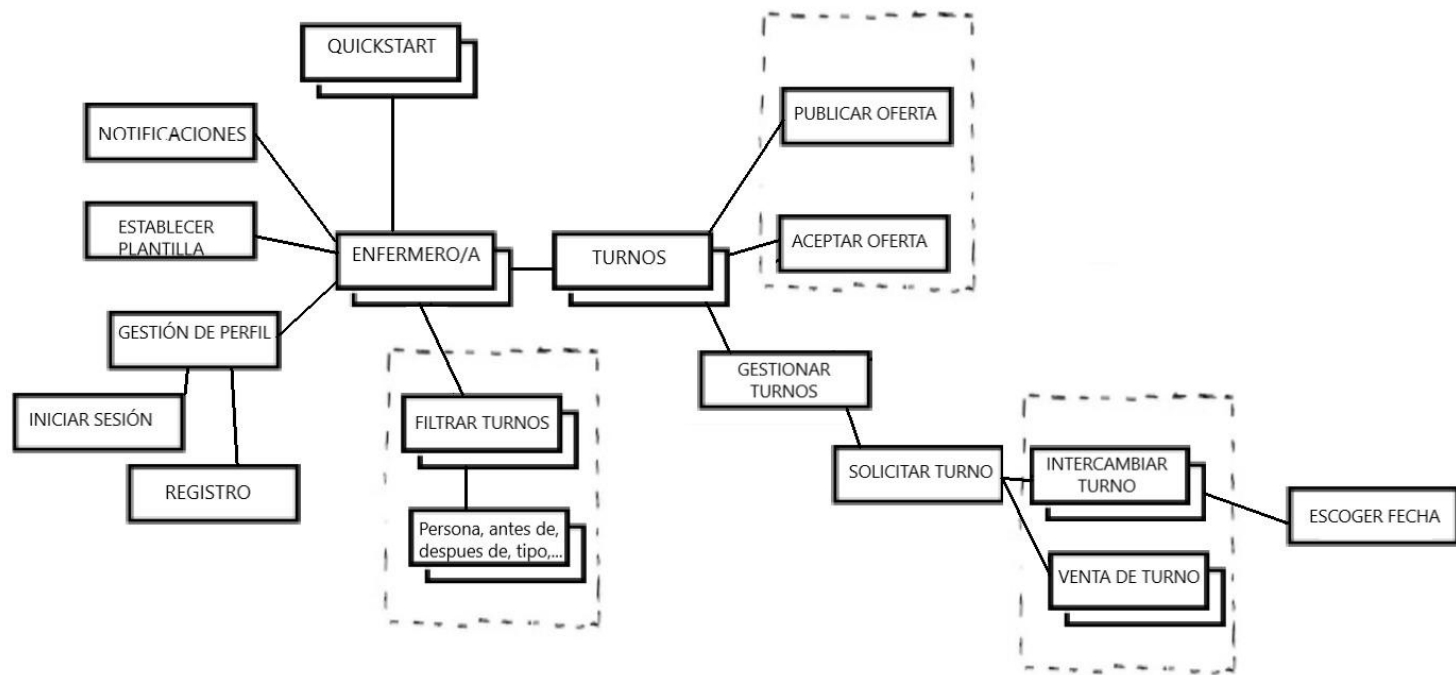 QUICKSTART
NOTIFICACIONES
PUBLICAR OFERTA
ESTABLECER
PLANTILLA
ENFERMERO/A
TURNOS
ACEPTAR OFERTA
GESTIÓN DE PERFIL
GESTIONAR
TURNOS
INICIAR SESIÓN
FILTRAR TURNOS
REGISTRO
SOLICITAR TURNO
INTERCAMBIAR
TURNO
ESCOGER FECHA
Persona, antes de,
despues de, tipo,...
VENTA DE TURNO